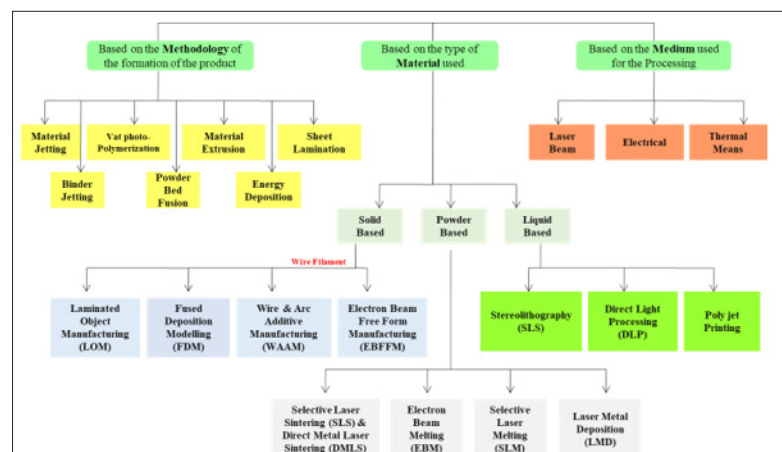 Based on the Methodology of
the formation of the product
Based on the type of
Material used
Based on the Medium used
for the Processing
Material
Jetting
Vat photo-
Polymerization
Material
Extrusion
Sheet
Lamination
Binder
Jetting
Powder
Bed
Fusion
Energy
Deposition
Laser
Beam
Electrical
Thermal
Means
Solid
Based
Powder
Based
Liquid
Based
Wire Filament
Laminated
Object
Manufacturing
(LOM)
Fused
Deposition
Modelling
(FDM)
Wire & Arc
Additive
Manufacturing
(WAAM)
Electron Beam
Free Form
Manufacturing
(EBFFM)
Stereolithography
(SLS)
Direct Light
Processing
(DLP)
Poly jet
Printing
Selective Laser
Sintering (SLS) &
Direct Metal Laser
Sintering (DMLS)
Electron
Beam
Melting
(EBM)
Selective
Laser
Melting
(SLM)
Laser Metal
Deposition
(LMD)